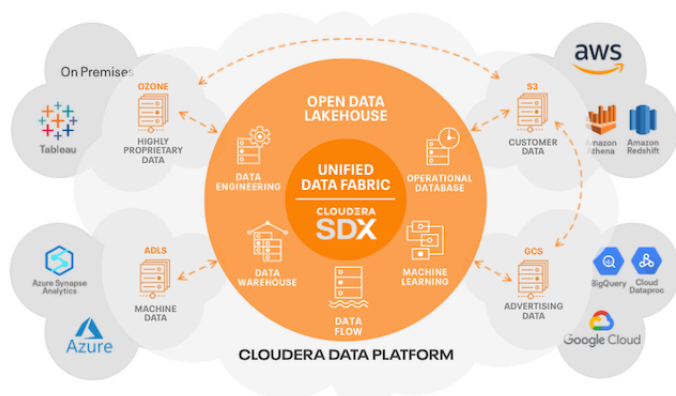 On Premises
Tableau
OZONE
HIGHLY
PROPRIETARY
DATA
OPEN DATA
LAKEHOUSE
DATA
ENGINEERING
UNIFIED
DATA FABRIC
CLOUDERA
SDX
OPERATIONAL
DATABASE
DATA
WAREHOUSE
DATA
FLOW
MACHINE
LEARNING
S3
CUSTOMER
DATA
aws
Amazon
Athena
Amazon
Redshift
Azure Synapse
Analytics
Azure
ADLS
MACHINE
DATA
GCS
ADVERTISING
DATA
BigQuery
Cloud
Dataproc
Google Cloud
CLOUDERA DATA PLATFORM